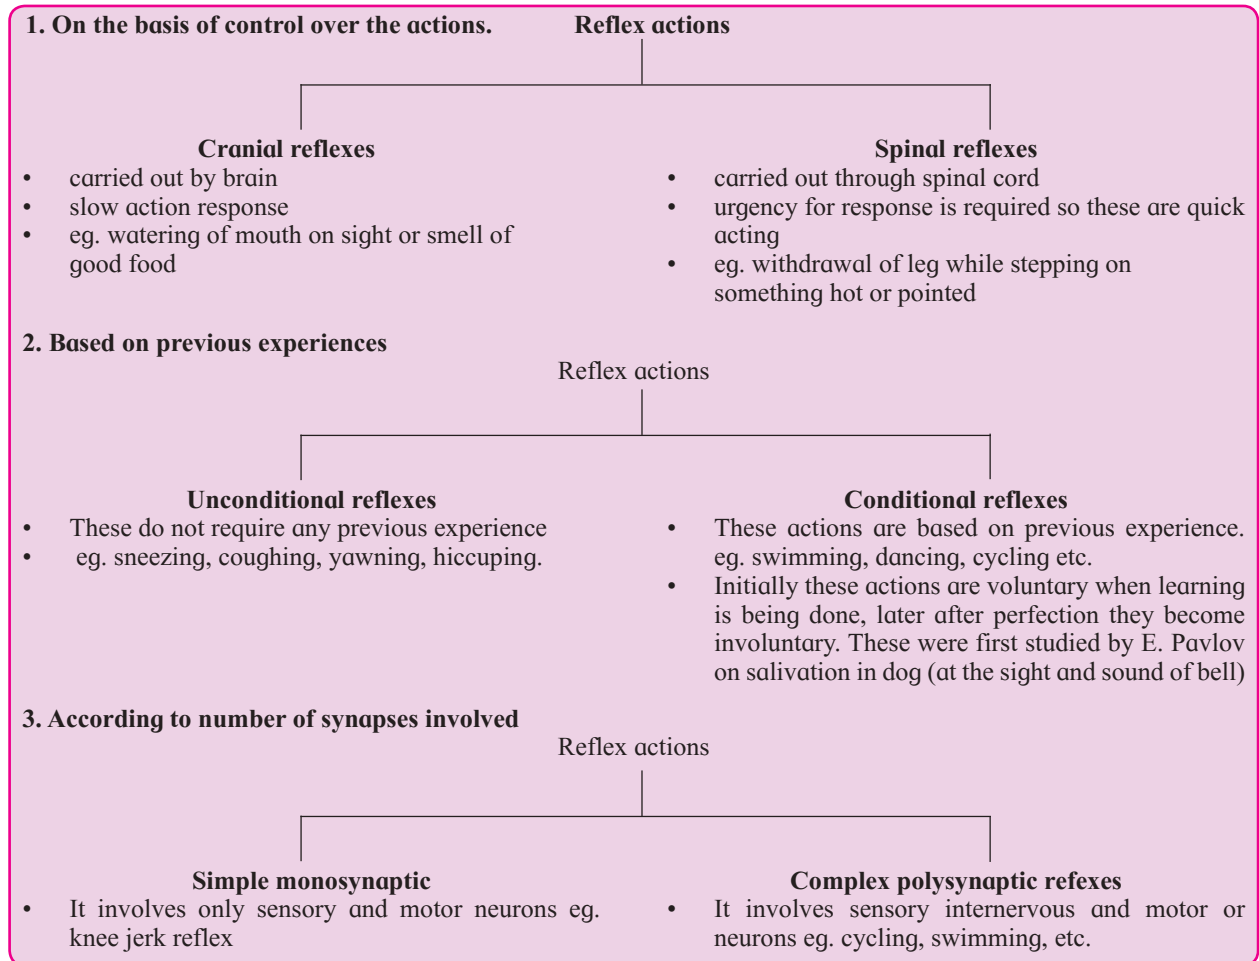 1. On the basis of control over the actions. Reflex actions
Cranial reflexes
• carried out by brain
• slow action response
• eg. watering of mouth on sight or smell of
good food
Spinal reflexes
• carried out through spinal cord
• urgency for response is required so these are quick
acting
• eg. withdrawal of leg while stepping on
something hot or pointed
2. Based on previous experiences
Reflex actions
Unconditional reflexes
• These do not require any previous experience
• eg. sneezing, coughing, yawning, hiccuping.
Conditional reflexes
• These actions are based on previous experience.
eg. swimming, dancing, cycling etc.
• Initially these actions are voluntary when learning
is being done, later after perfection they become
involuntary. These were first studied by E. Pavlov
on salivation in dog (at the sight and sound of bell)
3. According to number of synapses involved
Reflex actions
Simple monosynaptic
• It involves only sensory and motor neurons eg.
knee jerk reflex
Complex polysynaptic refexes
• It involves sensory internervous and motor or
neurons eg. cycling, swimming, etc.